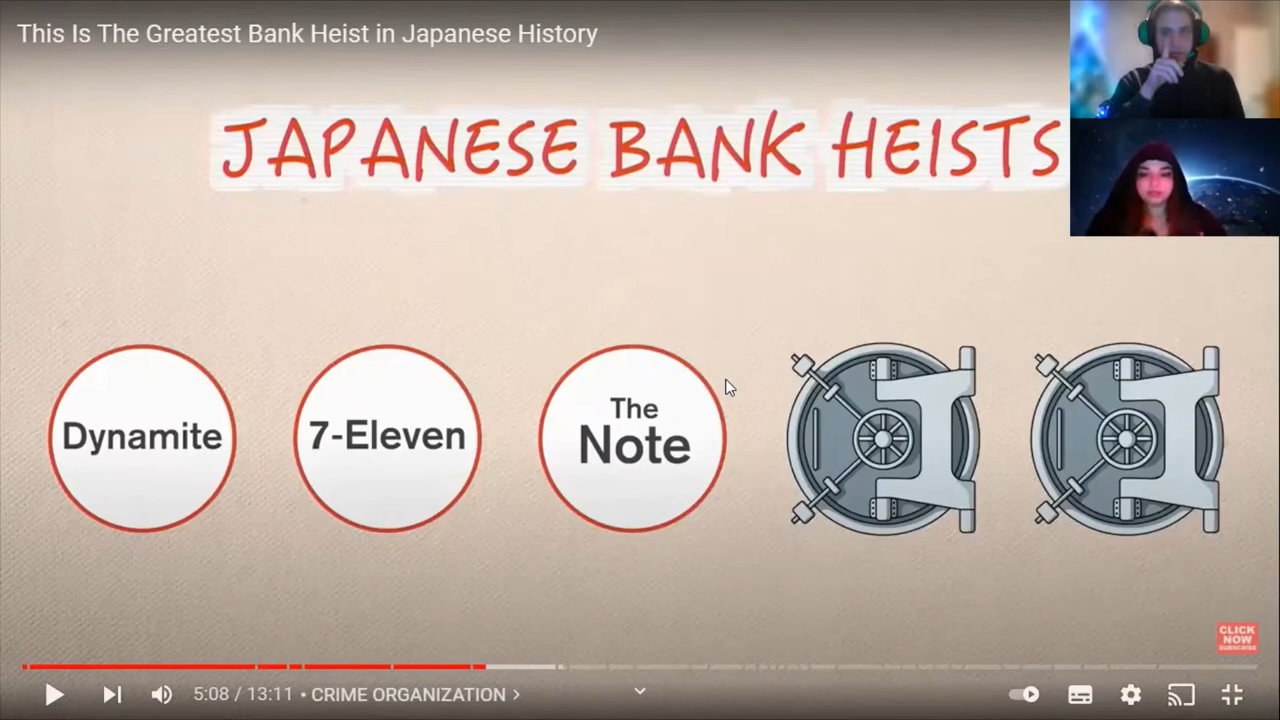 This Is The Greatest Bank Heist in Japanese History
JAPANESE BANK HEISTS
Dynamite
7-Eleven
The
Note
CLICK
NOW
SUBSCRIBE
5:08 / 13:11 • CRIME ORGANIZATION >